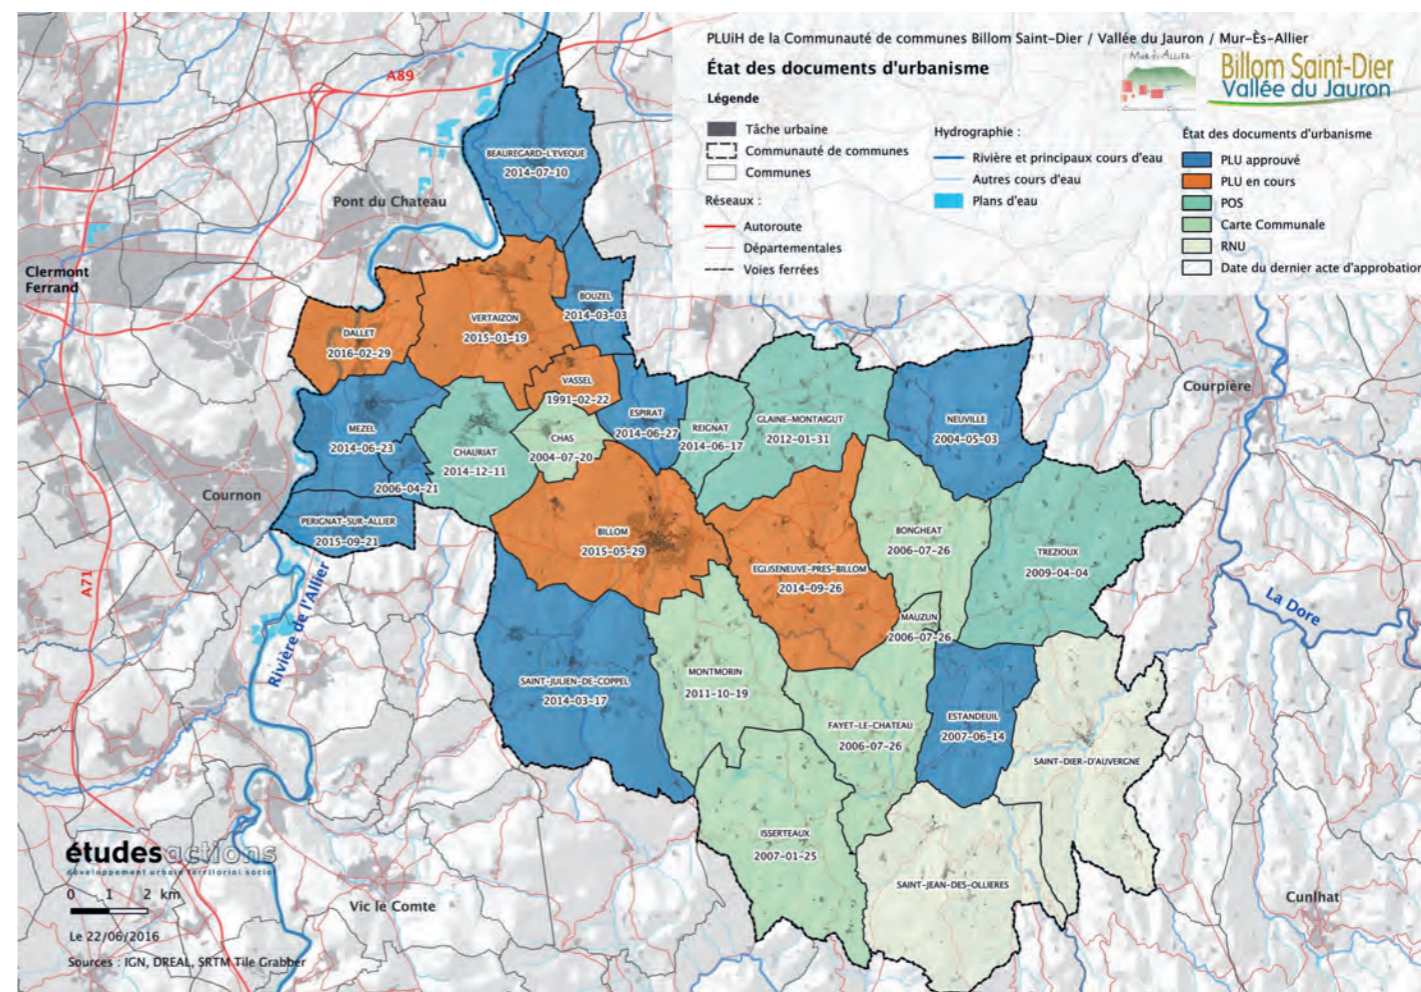 PLUiH de la Communauté de communes Billom Saint-Dier / Vallée du Jauron / Mur-Ès-Allier
État des documents d'urbanisme
MUR-ÈS-ALLIER
Billom Saint-Dier
Vallée du Jauron
Légende
Tâche urbaine
Communauté de communes
Communes
Réseaux :
Autoroute
Départementales
Voies ferrées
Hydrographie :
Rivière et principaux cours d'eau
Autres cours d'eau
Plans d'eau
État des documents d'urbanisme
PLU approuvé
PLU en cours
POS
Carte Communale
RNU
Date du dernier acte d'approbation
A89
BEAUREGARD-L'EVEQUE
2014-07-10
Pont du Chateau
Clermont
Ferrand
BOUZEL
2014-03-03
VERTAIZON
2015-01-19
DALLET
2016-02-29
VASSEL
1991-02-22
Courpière
MEZEL
2014-06-23
CHAURIAT
2014-12-11
CHAS
2004-07-20
ESPIRAT
2014-06-27
REIGNAT
2014-06-17
GLAINE-MONTAIGUT
2012-01-31
NEUVILLE
2004-05-03
2006-04-21
Cournon
PERIGNAT-SUR-ALLIER
2015-09-21
BILLOM
2015-05-29
EGLISENEUVE-PRES-BILLOM
2014-09-26
BONGHEAT
2006-07-26
TREZIOUX
2009-04-04
A71
Rivière de l'Allier
La Dore
MAUZUN
2006-07-26
SAINT-JULIEN-DE-COPPEL
2014-03-17
MONTMORIN
2011-10-19
FAYET-LE-CHATEAU
2006-07-26
ESTANDEUIL
2007-06-14
SAINT-DIER-D'AUVERGNE
ISSERTEAUX
2007-01-25
SAINT-JEAN-DES-OLLIERES
Vic le Comte
Cunlhat
étudesactions
développement urbain territorial social
0 1 2 km
Le 22/06/2016
Sources : IGN, DREAL, SRTM Tile Grabber